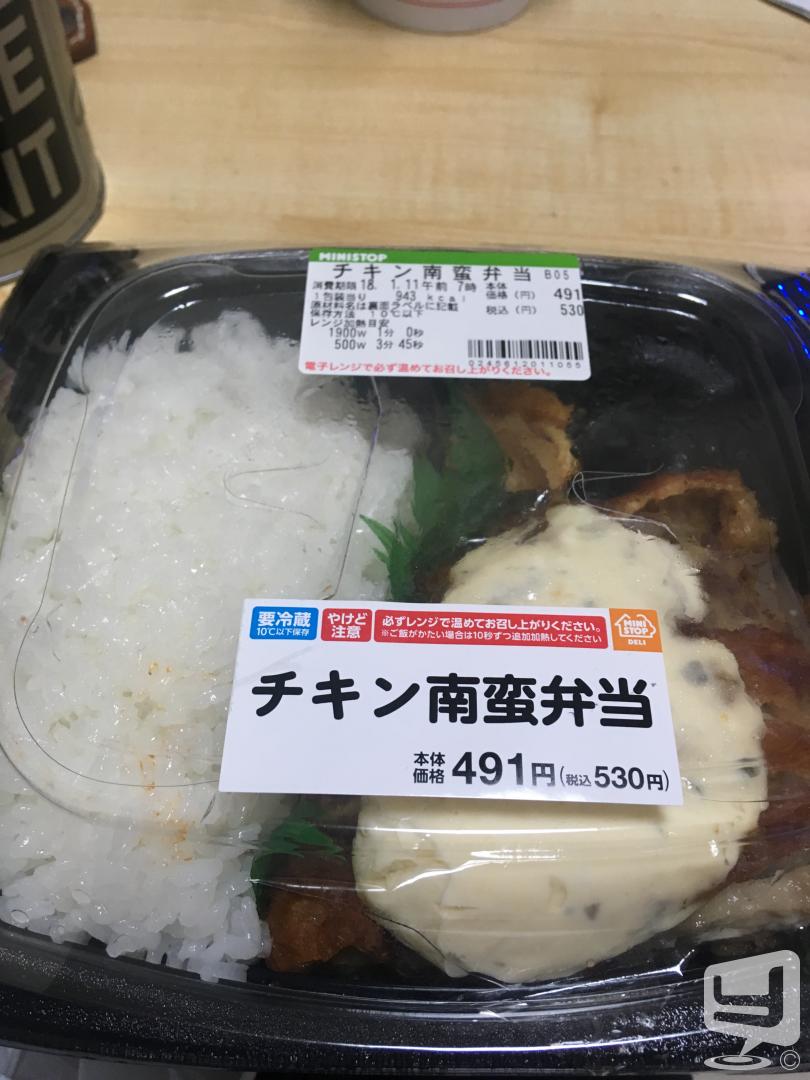 MINISTOP
チキン南蛮弁当 B05
消費期限18. 1.11午前 7時 本体
1包装当り 943 kcal 価格(円) 491
原材料名は裏面ラベルに記載 税込(円) 530
保存方法 10℃以下
レンジ加熱目安
1900W 1分 0秒
500W 3分 45秒
電子レンジで必ず温めてお召し上がりください。
要冷蔵
10℃以下保存
やけど
注意
必ずレンジで温めてお召し上がりください。
※ご飯がかたい場合は10秒ずつ追加加熱してください
MINI
STOP
DELI
チキン南蛮弁当
本体
価格 491円(税込530円)